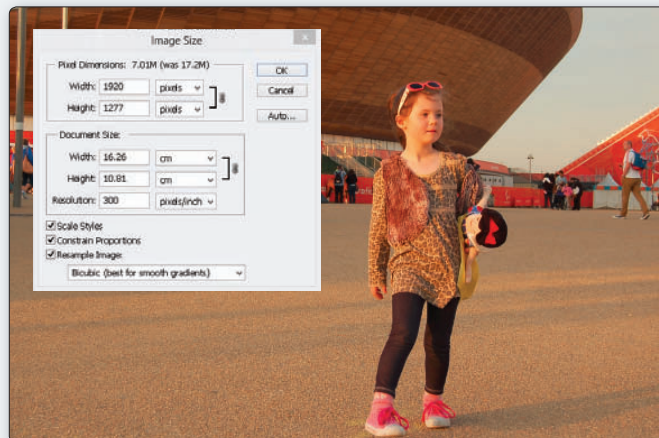 Image Size
Pixel Dimensions: 7.01M (was 17.2M)
Width: 1920 pixels
Height: 1277 pixels
Document Size:
Width: 16.26 cm
Height: 10.81 cm
Resolution: 300 pixels/inch
Scale Styles
Constrain Proportions
Resample Image:
Bicubic (best for smooth gradients)
OK
Cancel
Auto...